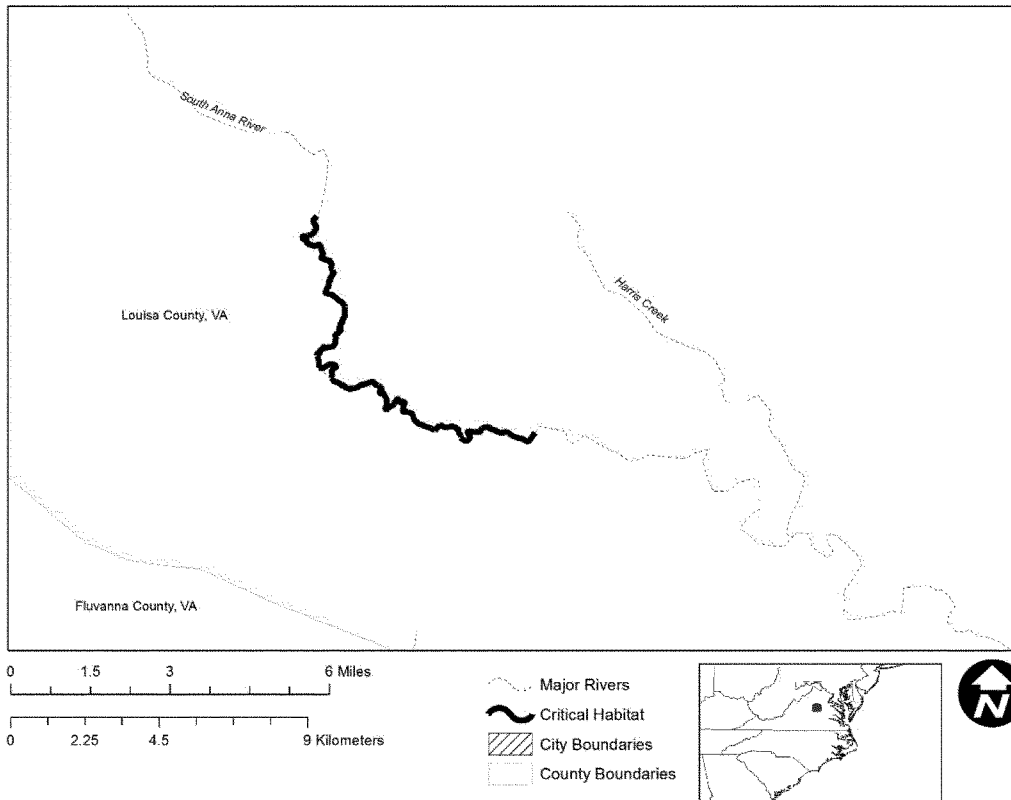 South Anna River
Harris Creek
Louisa County, VA
Fluvanna County, VA
0 1.5 3 6 Miles
0 2.25 4.5 9 Kilometers
Major Rivers
Critical Habitat
City Boundaries
County Boundaries
N